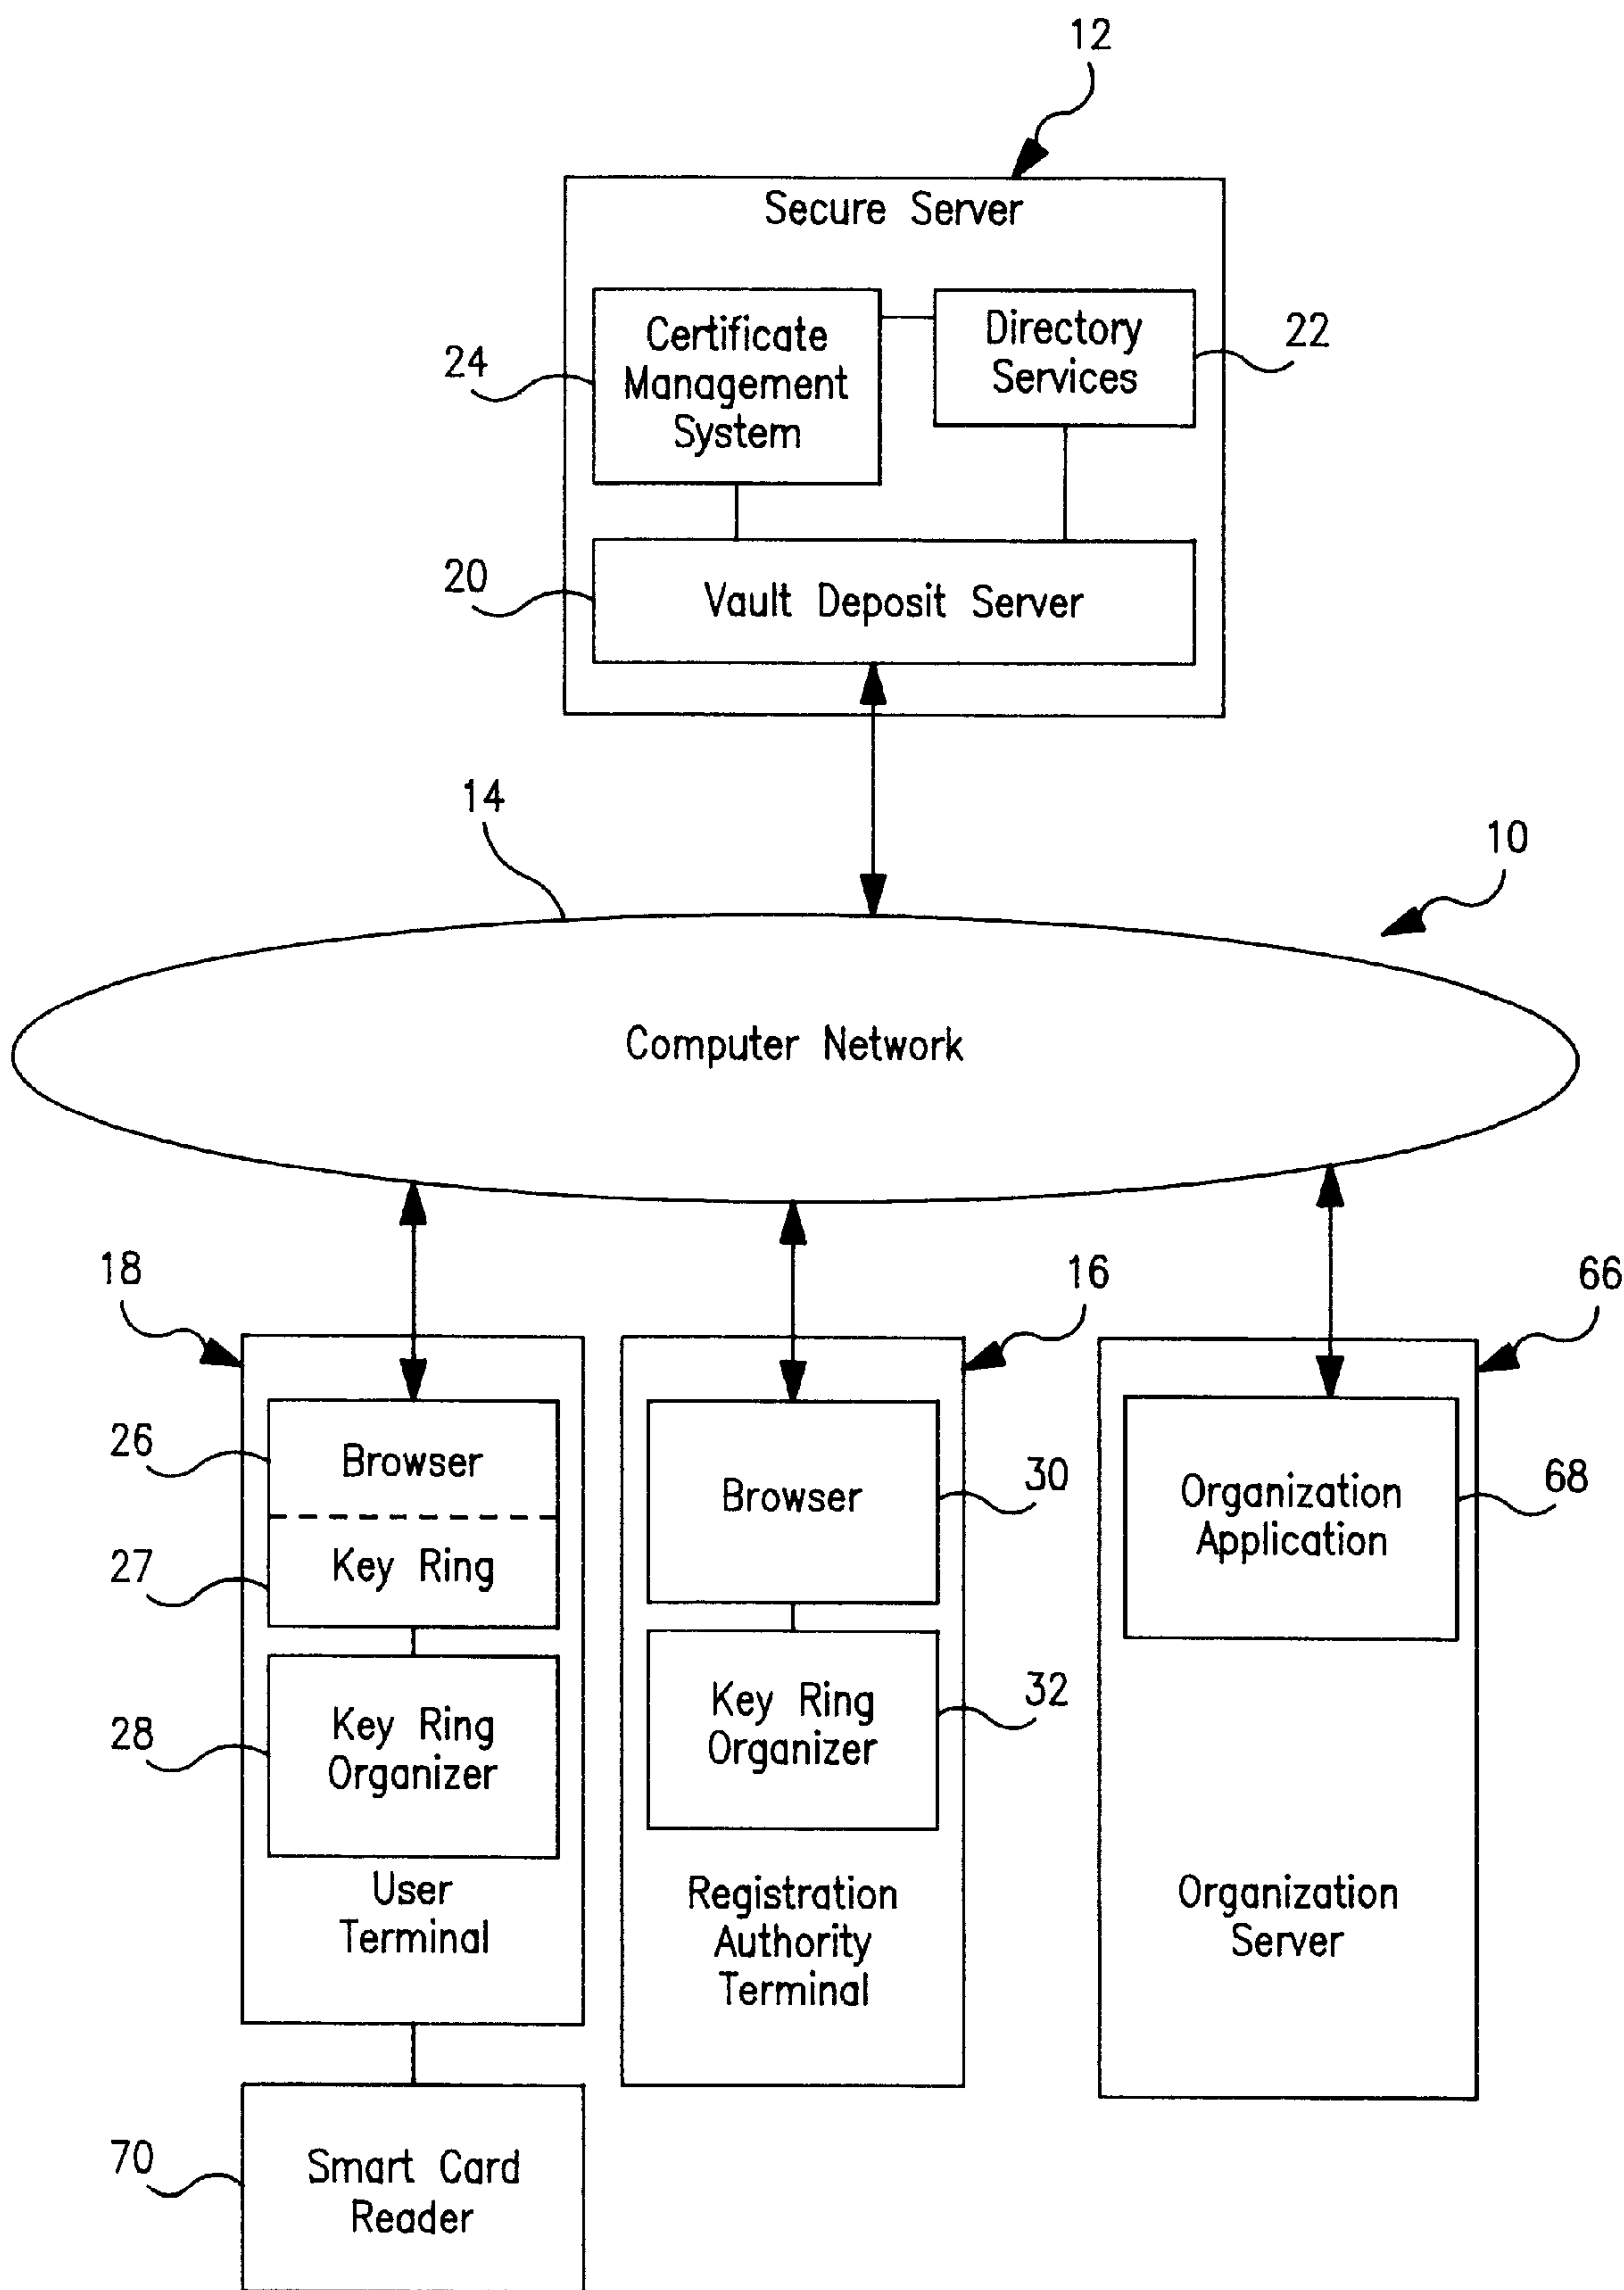 12
Secure Server
Certificate
Management
System
Directory
Services
24
22
20
Vault Deposit Server
14
10
Computer Network
18
16
66
26
Browser
27
Key Ring
28
Key Ring
Organizer
User
Terminal
Browser
30
Key Ring
Organizer
32
Registration
Authority
Terminal
Organization
Application
68
Organization
Server
70
Smart Card
Reader